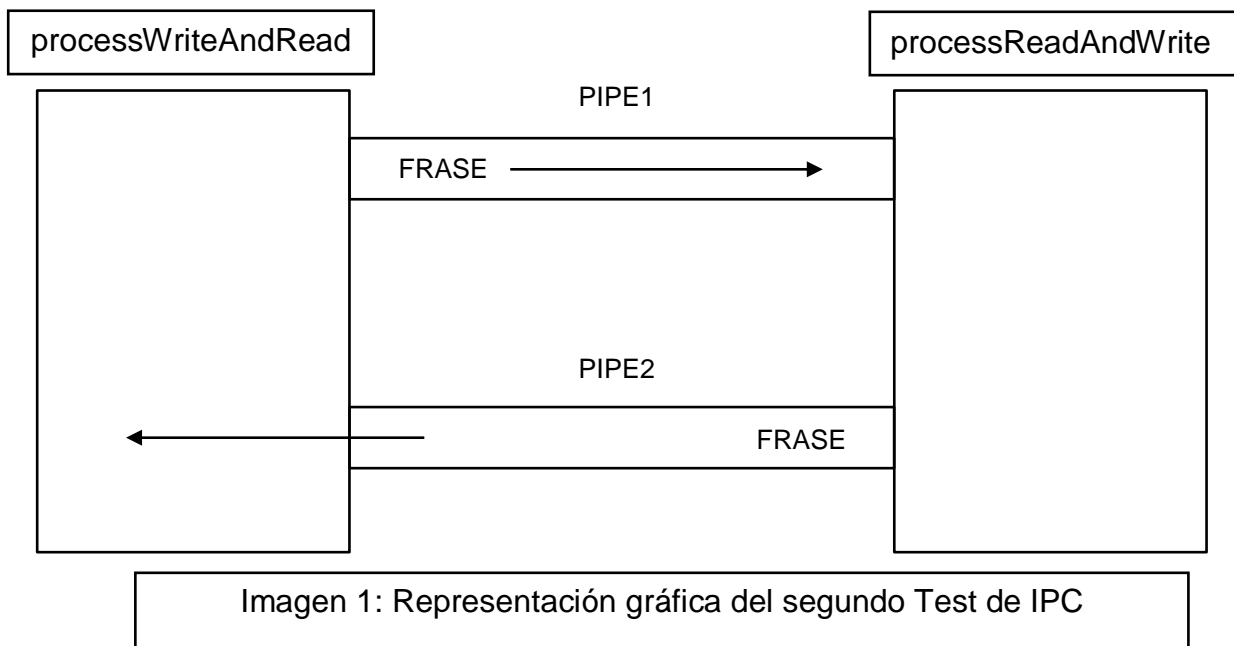 processWriteAndRead
processReadAndWrite
PIPE1
FRASE
PIPE2
FRASE
Imagen 1: Representación gráfica del segundo Test de IPC